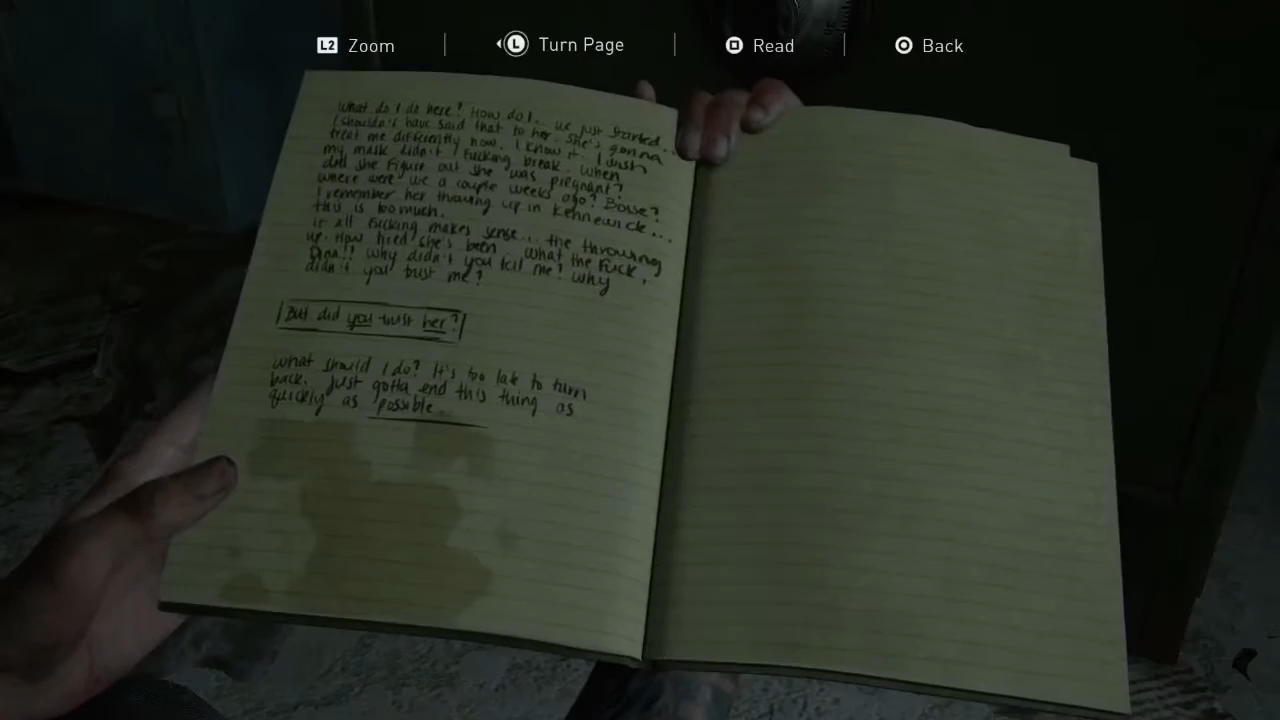 L2 Zoom
L Turn Page
Read
Back
What do I do here? How do I... we just started...
I shouldn't have said that to her. She's gonna
treat me differently now. I know it. I wish
my mask didn't fucking break. When
did she figure out she was pregnant?
Where were we a couple weeks ago? Boise?
I remember her throwing up in Kennewick...
this is too much.
it all fucking makes sense... the throwing
up. How tired she's been. What the fuck,
Dina!! Why didn't you tell me? Why
didn't you trust me?
But did you trust her?
What should I do? It's too late to turn
back. Just gotta end this thing as
quickly as possible.